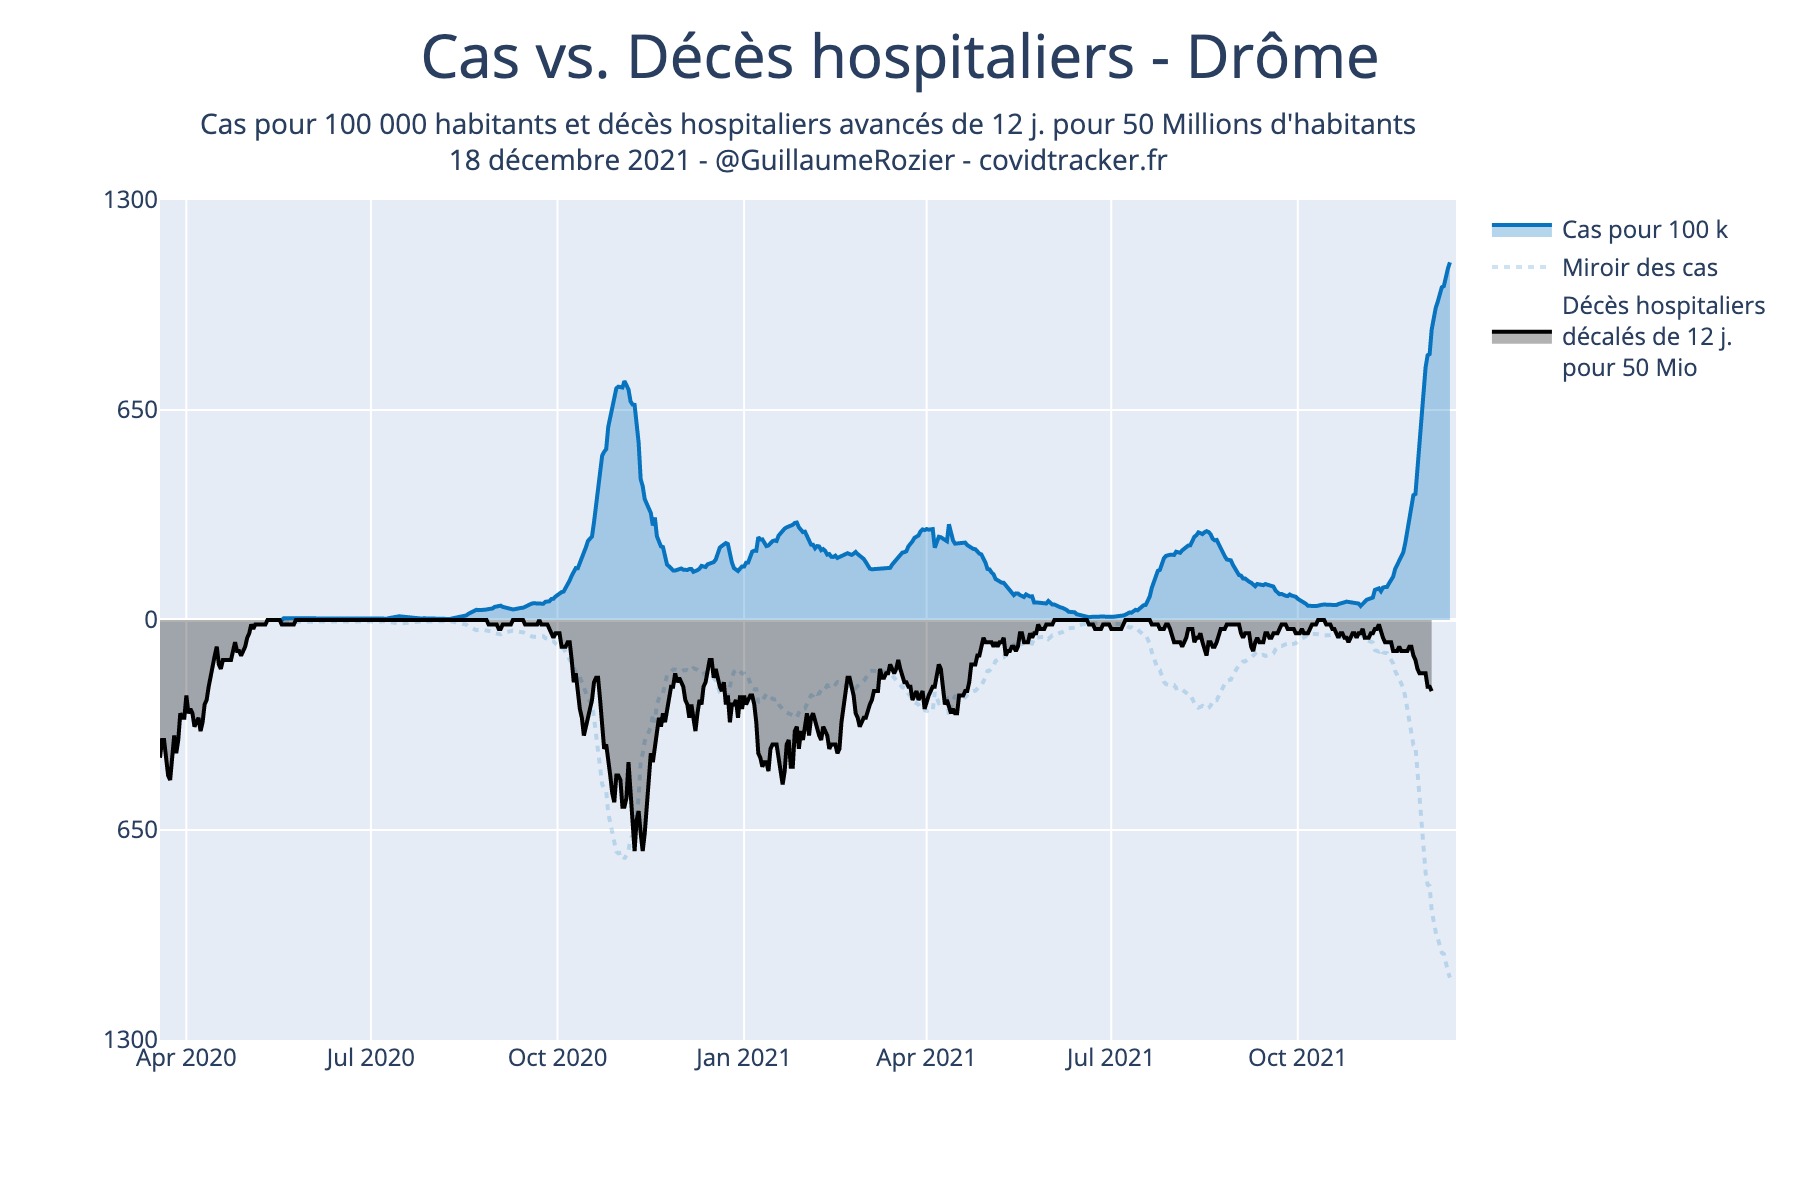 Cas vs. Décès hospitaliers - Drôme
Cas pour 100 000 habitants et décès hospitaliers avancés de 12 j. pour 50 Millions d'habitants
18 décembre 2021 - @GuillaumeRozier - covidtracker.fr
1300
650
0
650
1300
Apr 2020
Jul 2020
Oct 2020
Jan 2021
Apr 2021
Jul 2021
Oct 2021
Cas pour 100 k
Miroir des cas
Décès hospitaliers
décalés de 12 j.
pour 50 Mio